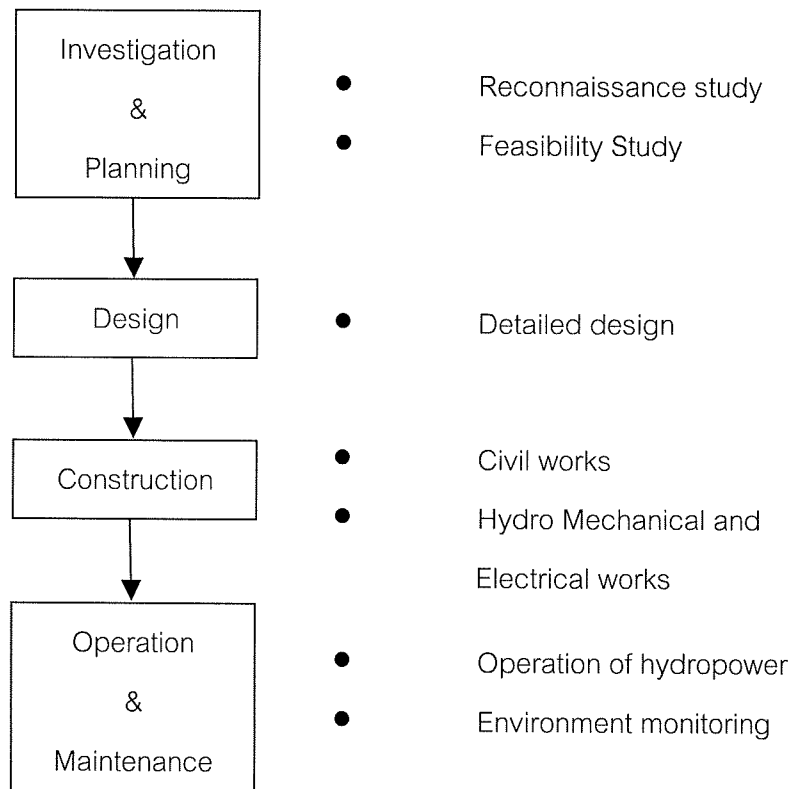 Investigation
&
Planning
● Reconnaissance study
● Feasibility Study
Design
● Detailed design
Construction
● Civil works
● Hydro Mechanical and
Electrical works
Operation
&
Maintenance
● Operation of hydropower
● Environment monitoring